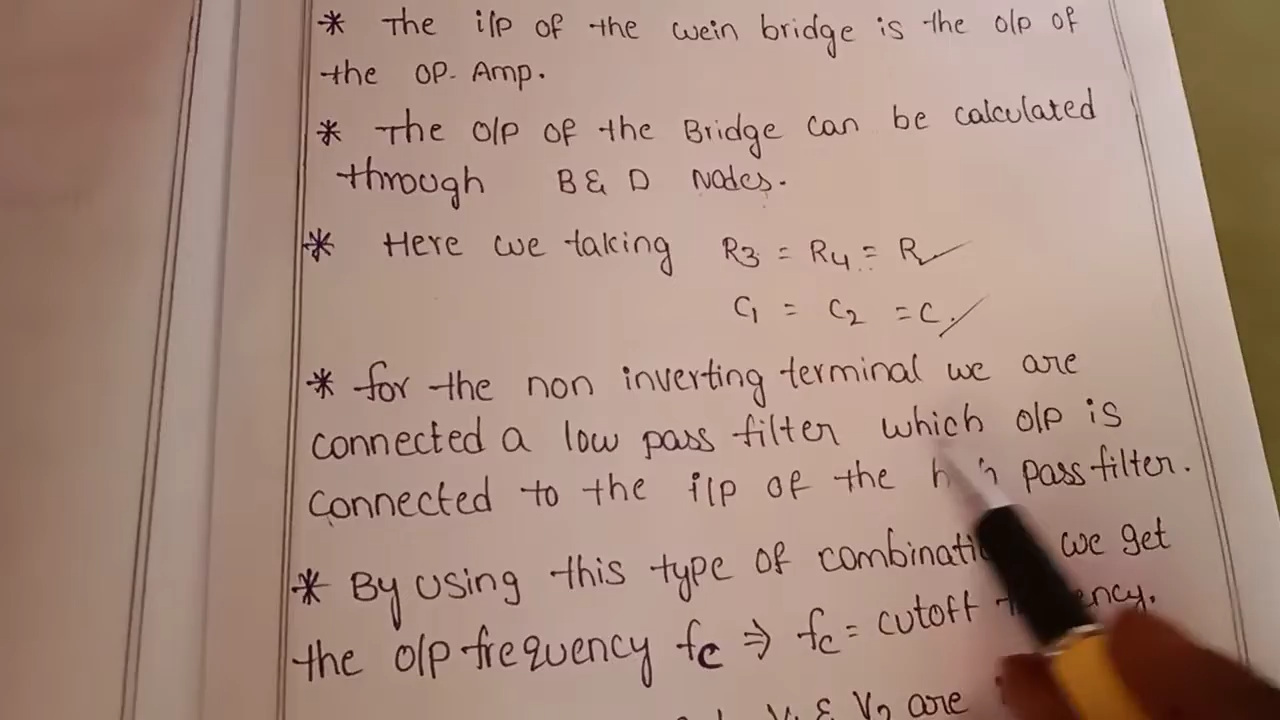 * The i/p of the wein bridge is the o/p of
the OP-Amp.
* The o/p of the Bridge can be calculated
through B & D Nodes.
* Here we taking R3 = R4 = R
C1 = C2 = C.
* for the non inverting terminal we are
connected a low pass filter which o/p is
connected to the i/p of the pass filter.
* By using this type of we get
the o/p frequency fc ⇒ fc = cutoff
V1 & V2 are